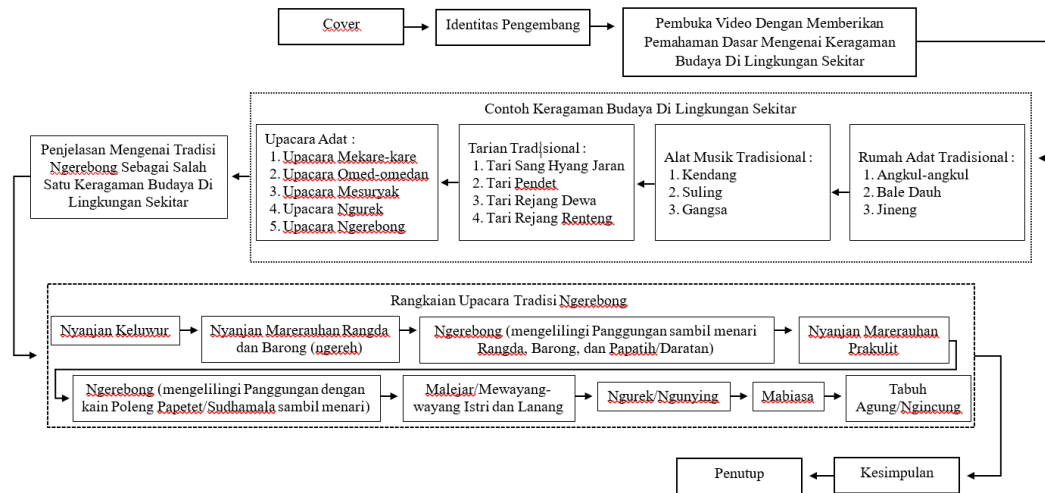 Cover
Identitas Pengembang
Pembuka Video Dengan Memberikan
Pemahaman Dasar Mengenai Keragaman
Budaya Di Lingkungan Sekitar
Contoh Keragaman Budaya Di Lingkungan Sekitar
Rumah Adat Tradisional :
1. Angkul-angkul
2. Bale Dauh
3. Jineng
Alat Musik Tradisional :
1. Kendang
2. Suling
3. Gangsa
Tarian Tradisional :
1. Tari Sang Hyang Jaran
2. Tari Pendet
3. Tari Rejang Dewa
4. Tari Rejang Renteng
Upacara Adat :
1. Upacara Mekare-kare
2. Upacara Omed-omedan
3. Upacara Mesuryak
4. Upacara Ngurek
5. Upacara Ngerebong
Penjelasan Mengenai Tradisi
Ngerebong Sebagai Salah
Satu Keragaman Budaya Di
Lingkungan Sekitar
Rangkaian Upacara Tradisi Ngerebong
Nyanjan Keluwur
Nyanjan Marerauhan Rangda
dan Barong (ngereh)
Ngerebong (mengelilingi Panggungan sambil menari
Rangda, Barong, dan Papatih/Daratan)
Nyanjan Marerauhan
Prakulit
Ngerebong (mengelilingi Panggungan dengan
kain Poleng Papetet/Sudhamala sambil menari)
Malejar/Mewayang-
wayang Istri dan Lanang
Ngurek/Ngunying
Mabiasa
Tabuh
Agung/Ngincung
Kesimpulan
Penutup